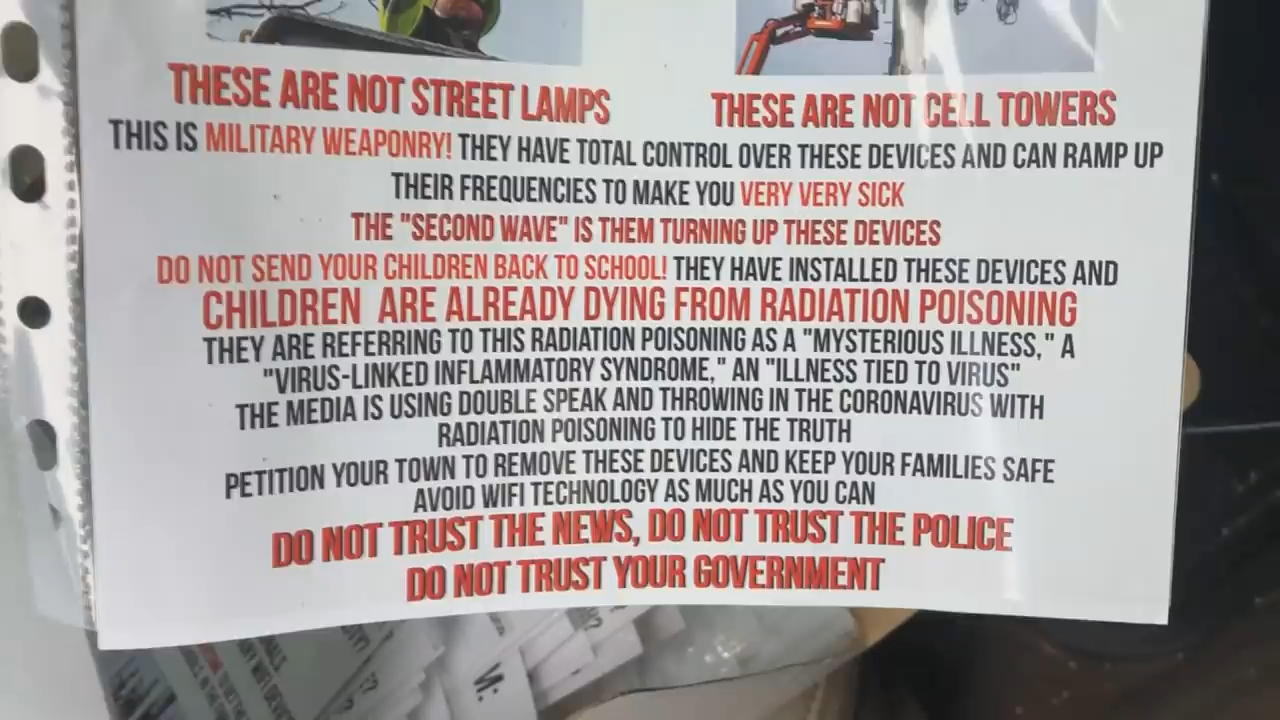 THESE ARE NOT STREET LAMPS
THESE ARE NOT CELL TOWERS
THIS IS MILITARY WEAPONRY! THEY HAVE TOTAL CONTROL OVER THESE DEVICES AND CAN RAMP UP
THEIR FREQUENCIES TO MAKE YOU VERY VERY SICK
THE "SECOND WAVE" IS THEM TURNING UP THESE DEVICES
DO NOT SEND YOUR CHILDREN BACK TO SCHOOL! THEY HAVE INSTALLED THESE DEVICES AND
CHILDREN ARE ALREADY DYING FROM RADIATION POISONING
THEY ARE REFERRING TO THIS RADIATION POISONING AS A "MYSTERIOUS ILLNESS," A
"VIRUS-LINKED INFLAMMATORY SYNDROME," AN "ILLNESS TIED TO VIRUS"
THE MEDIA IS USING DOUBLE SPEAK AND THROWING IN THE CORONAVIRUS WITH
RADIATION POISONING TO HIDE THE TRUTH
PETITION YOUR TOWN TO REMOVE THESE DEVICES AND KEEP YOUR FAMILIES SAFE
AVOID WIFI TECHNOLOGY AS MUCH AS YOU CAN
DO NOT TRUST THE NEWS, DO NOT TRUST THE POLICE
DO NOT TRUST YOUR GOVERNMENT